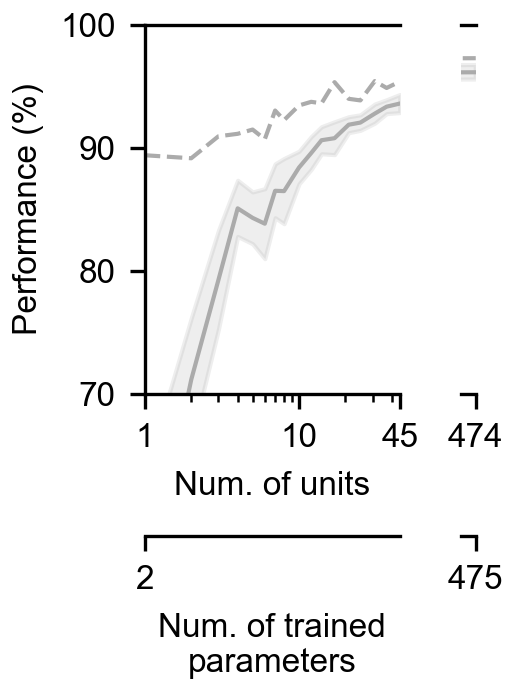 100
90
80
70
Performance (%)
1 10 45 474
Num. of units
2 475
Num. of trained
parameters